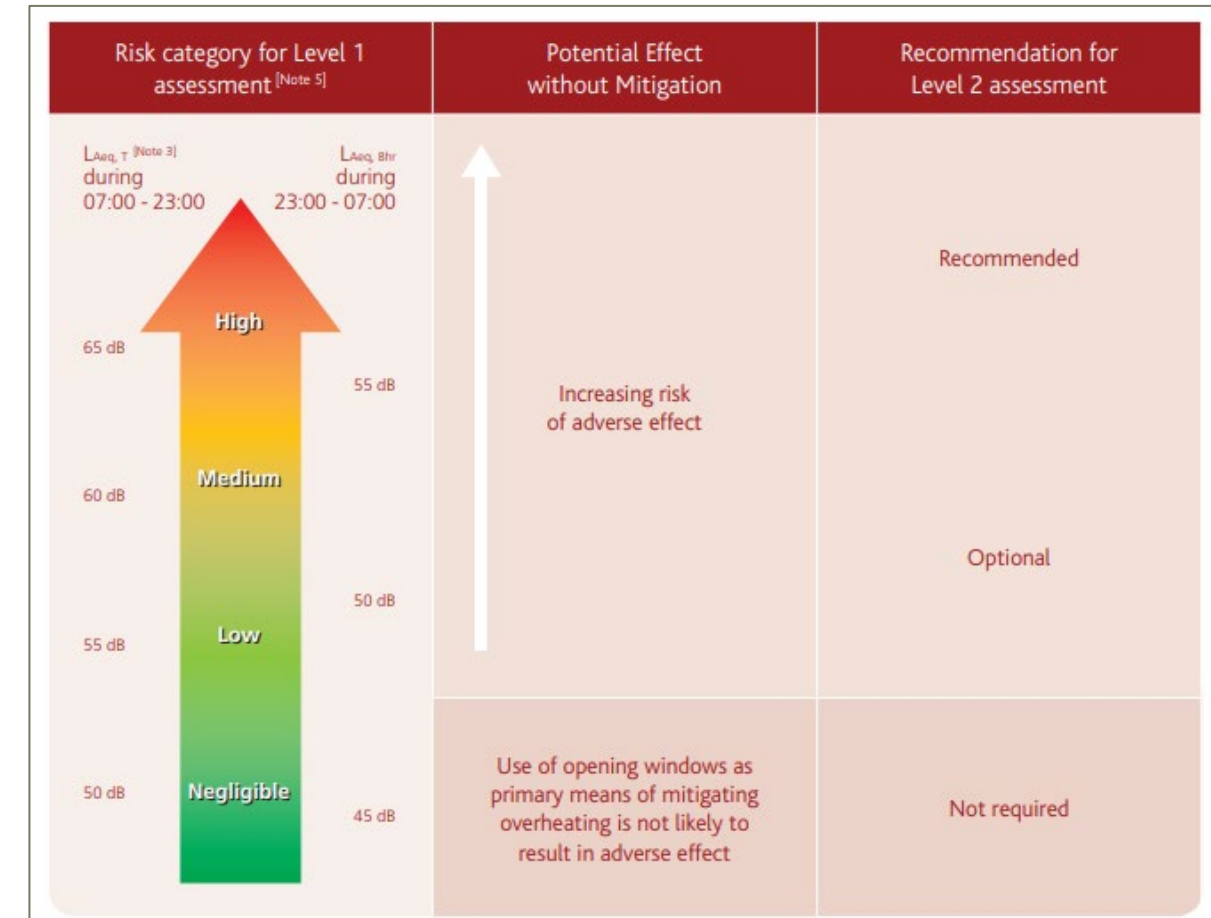 Risk category for Level 1
assessment [Note 5]
Potential Effect
without Mitigation
Recommendation for
Level 2 assessment
LAeq, T [Note 3]
during
07:00 - 23:00
LAeq, 8hr
during
23:00 - 07:00
High
65 dB
55 dB
Medium
60 dB
50 dB
Low
55 dB
Negligible
50 dB
45 dB
Increasing risk
of adverse effect
Use of opening windows as
primary means of mitigating
overheating is not likely to
result in adverse effect
Recommended
Optional
Not required